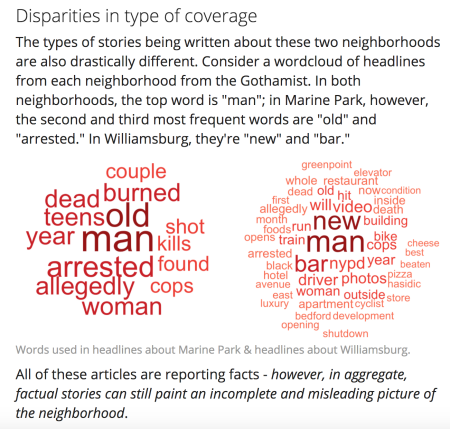 Disparities in type of coverage
The types of stories being written about these two neighborhoods
are also drastically different. Consider a wordcloud of headlines
from each neighborhood from the Gothamist. In both
neighborhoods, the top word is "man"; in Marine Park, however,
the second and third most frequent words are "old" and
"arrested." In Williamsburg, they're "new" and "bar."
couple
dead burned
teens old
shot
year man kills
arrested found
allegedly cops
woman
greenpoint
elevator
whole restaurant
dead old hit now condition
first
allegedly will video inside
death
month
foods run new building
opens train man cops bike
cheese
arrested
best
black bar nypd year beaten
hotel
driver photos pizza
avenue
hasidic
east woman outside store
luxury apartment cyclist
bedford development
opening
shutdown
Words used in headlines about Marine Park & headlines about Williamsburg.
All of these articles are reporting facts - however, in aggregate,
factual stories can still paint an incomplete and misleading picture of
the neighborhood.